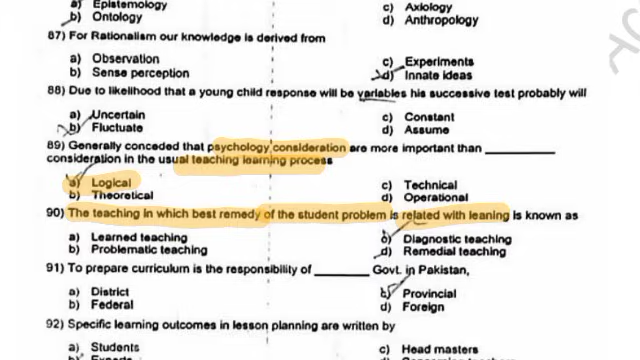 a) Epistemology c) Axiology
b) Ontology d) Anthropology
87) For Rationalism our knowledge is derived from
a) Observation c) Experiments
b) Sense perception d) Innate ideas
88) Due to likelihood that a young child response will be variables his successive test probably will
a) Uncertain c) Constant
b) Fluctuate d) Assume
89) Generally conceded that psychology consideration are more important than ____________
consideration in the usual teaching learning process
a) Logical c) Technical
b) Theoretical d) Operational
90) The teaching in which best remedy of the student problem is related with leaning is known as
a) Learned teaching Diagnostic teaching
b) Problematic teaching d) Remedial teaching
91) To prepare curriculum is the responsibility of _________ Govt. in Pakistan,
a) District Provincial
b) Federal d) Foreign
92) Specific learning outcomes in lesson planning are written by
a) Students c) Head masters